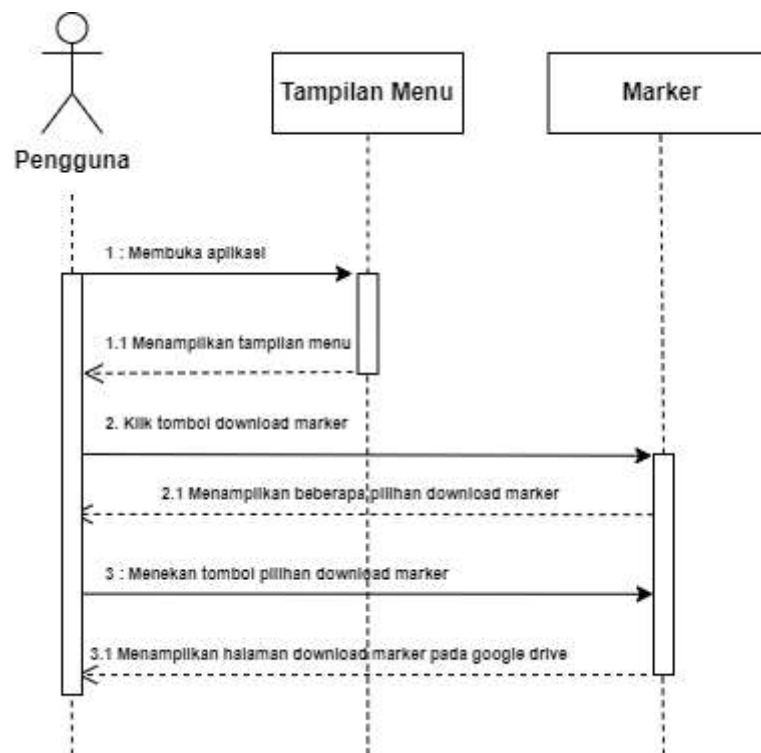 Tampilan Menu
Marker
Pengguna
1 : Membuka aplikasi
1.1 Menampilkan tampilan menu
2. Klik tombol download marker
2.1 Menampilkan beberapa pilihan download marker
3 : Menekan tombol pilihan download marker
3.1 Menampilkan halaman download marker pada google drive